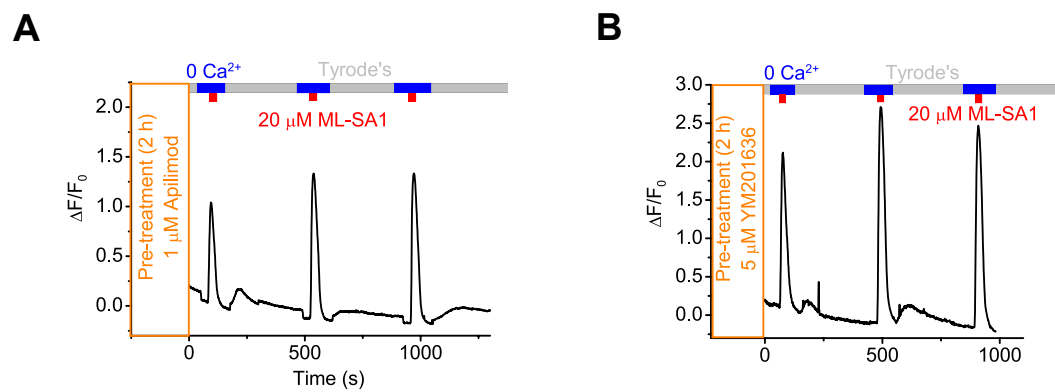 A
0 Ca²⁺
Tyrode's
20 μM ML-SA1
Pre-treatment (2 h)
1 μM Apilimod
ΔF/F₀
2.0
1.5
1.0
0.5
0.0
0
500
1000
Time (s)
B
0 Ca²⁺
Tyrode's
20 μM ML-SA1
Pre-treatment (2 h)
5 μM YM201636
ΔF/F₀
3.0
2.5
2.0
1.5
1.0
0.5
0.0
0
500
1000